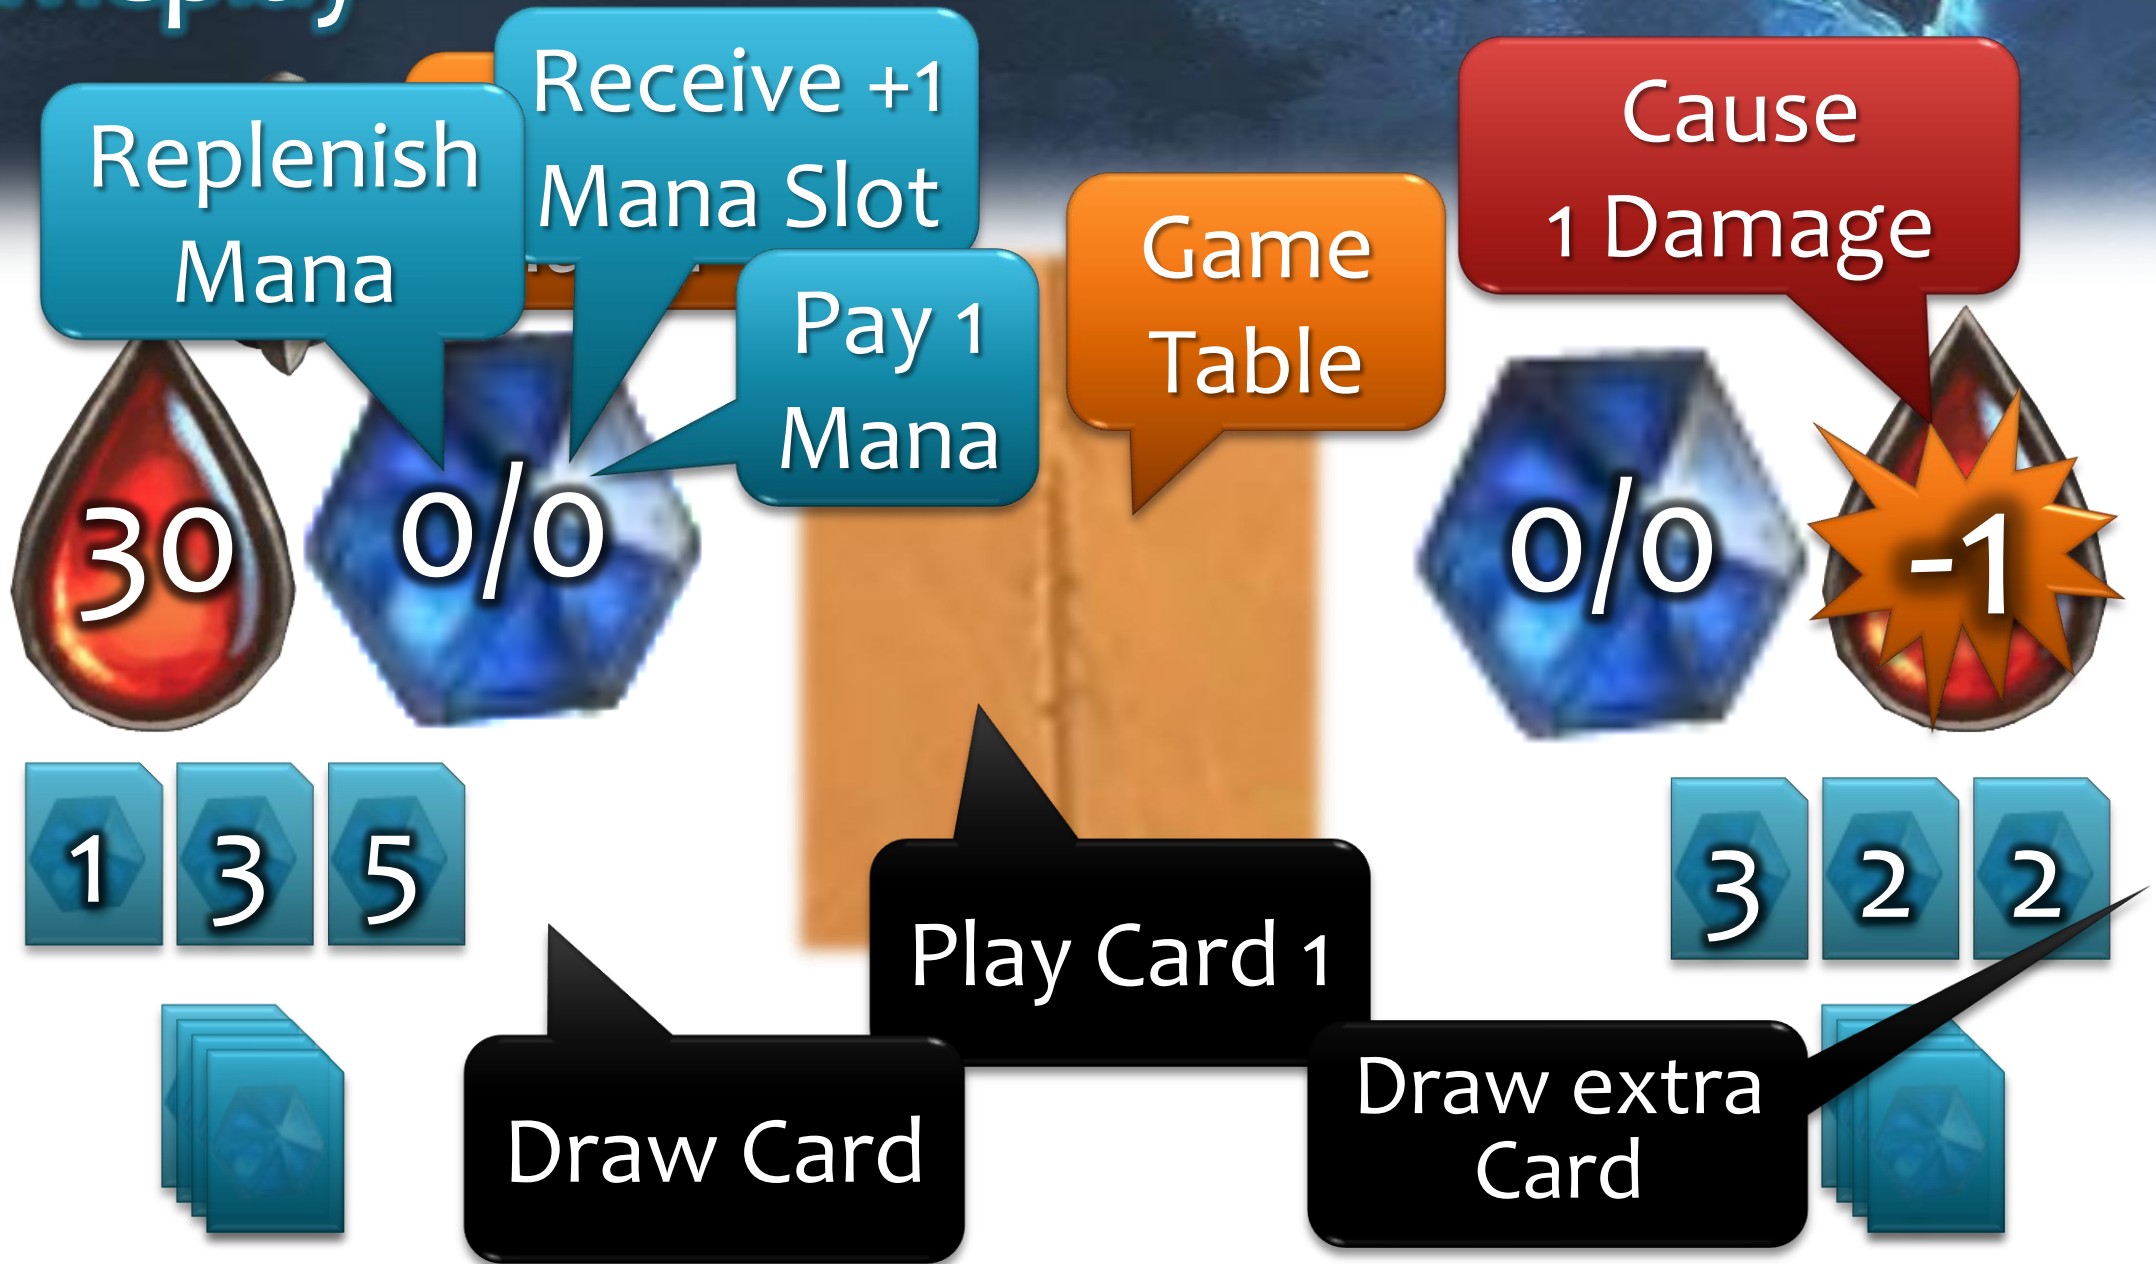 Receive +1
Mana Slot
Replenish
Mana
Cause
1 Damage
Game
Table
Pay 1
Mana
30
0/0
0/0
-1
1 3 5
3 2 2
Play Card 1
Draw Card
Draw extra
Card